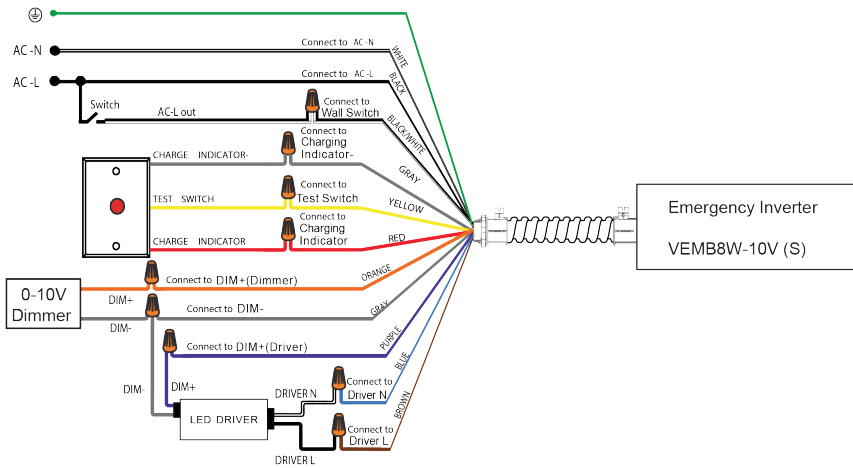 Connect to AC-N
WHITE
AC-N
Connect to AC-L
BLACK
AC-L
Switch
AC-L out
Connect to
Wall Switch
BLACK/WHITE
Connect to
Charging
Indicator-
CHARGE INDICATOR-
GRAY
Connect to
Test Switch
TEST SWITCH
YELLOW
Connect to
Charging
Indicator
CHARGE INDICATOR
RED
Emergency Inverter
VEMB8W-10V (S)
Connect to DIM+(Dimmer)
ORANGE
0-10V
Dimmer
DIM+
Connect to DIM-
GRAY
DIM-
Connect to DIM+(Driver)
PURPLE
BLUE
DIM-
DIM+
DRIVER N
Connect to
Driver N
BROWN
LED DRIVER
Connect to
Driver L
DRIVER L